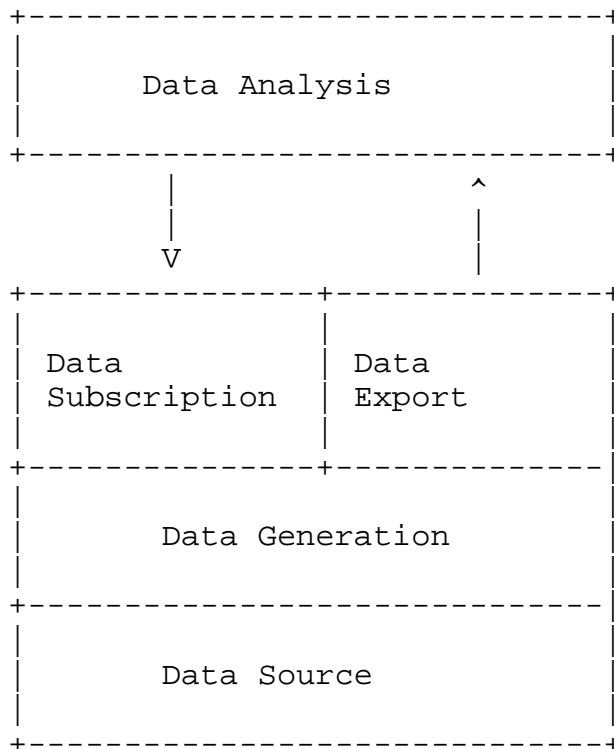 Data Analysis
Data Data
Subscription Export
Data Generation
Data Source